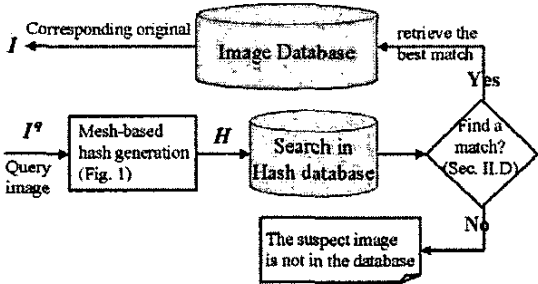 I
Corresponding original
Image Database
retrieve the
best match
Yes
I^q
Query
image
Mesh-based
hash generation
(Fig. 1)
H
Search in
Hash database
Find a
match?
(Sec. II.D)
No
The suspect image
is not in the database